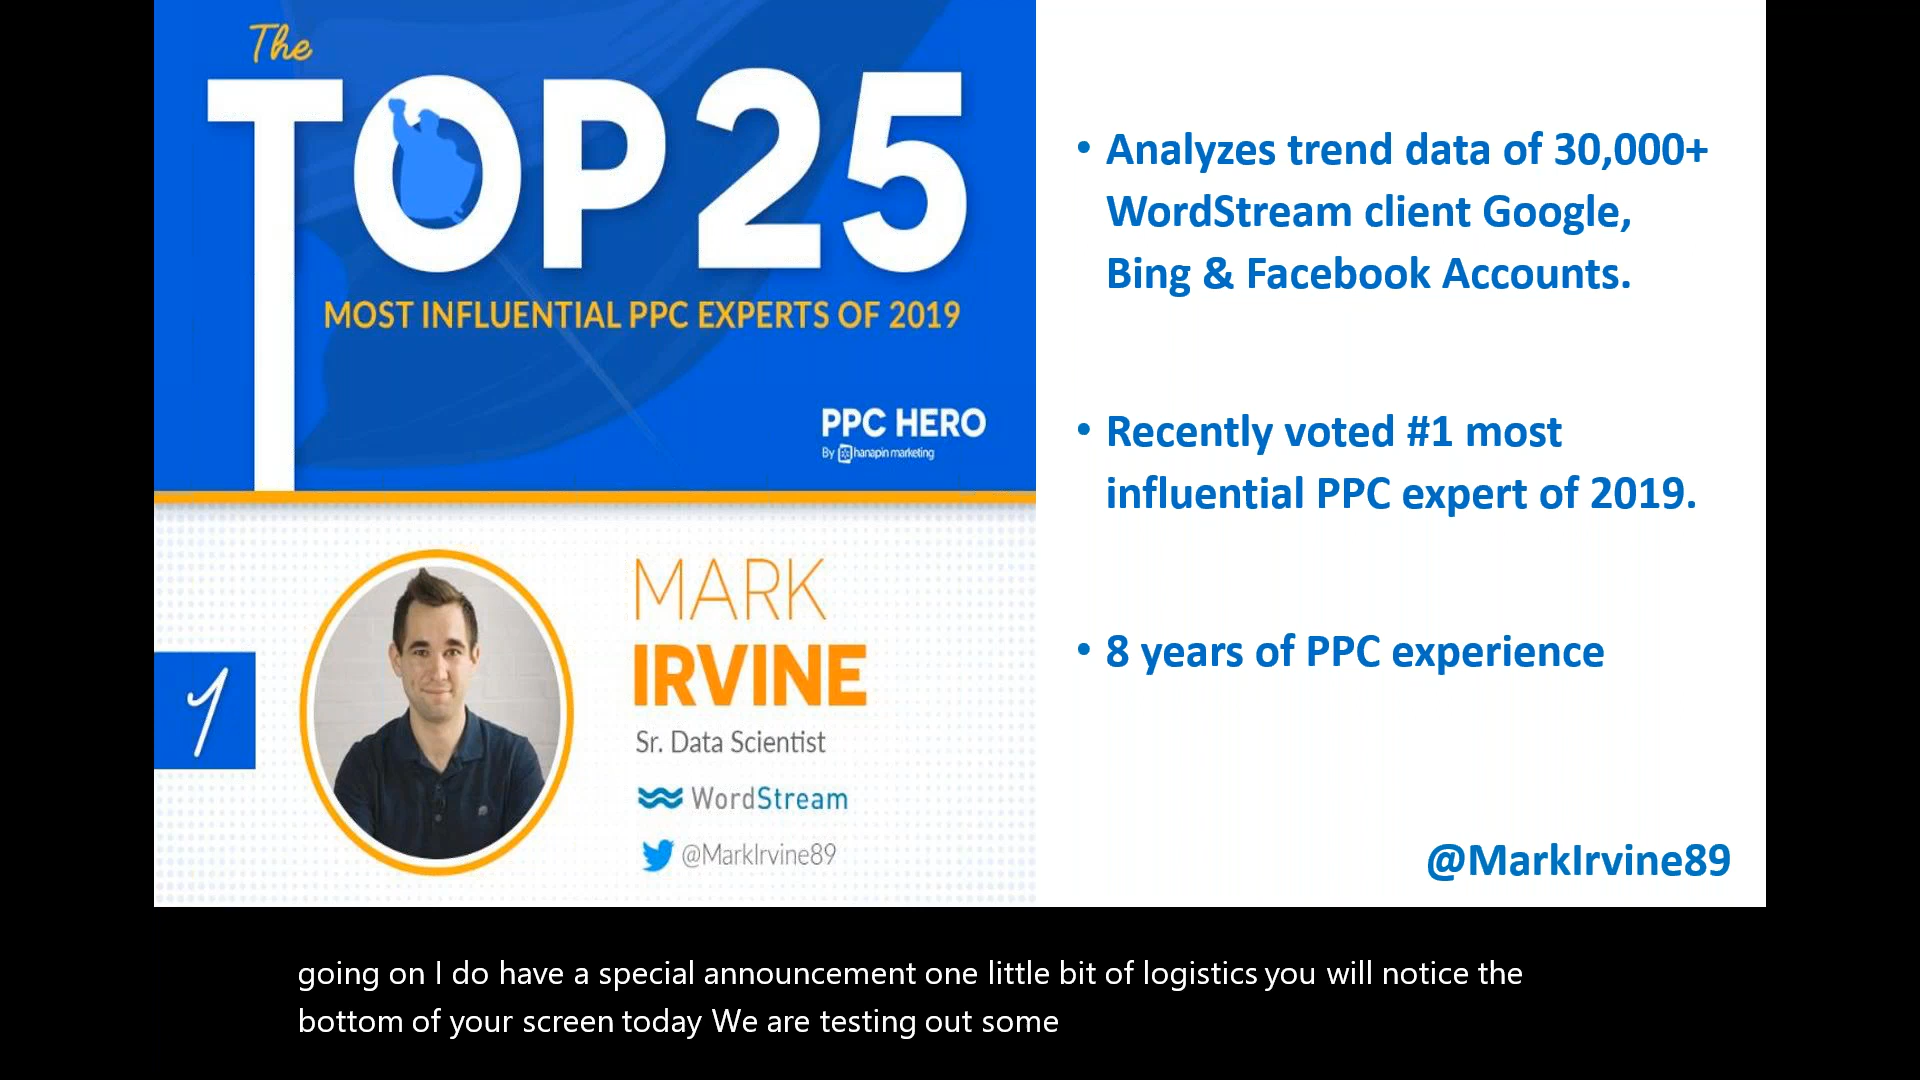 The
TOP 25
MOST INFLUENTIAL PPC EXPERTS OF 2019
PPC HERO
By hanapin marketing
1
MARK
IRVINE
Sr. Data Scientist
WordStream
@MarkIrvine89
• Analyzes trend data of 30,000+
WordStream client Google,
Bing & Facebook Accounts.
• Recently voted #1 most
influential PPC expert of 2019.
• 8 years of PPC experience
@MarkIrvine89
going on I do have a special announcement one little bit of logistics you will notice the
bottom of your screen today We are testing out some